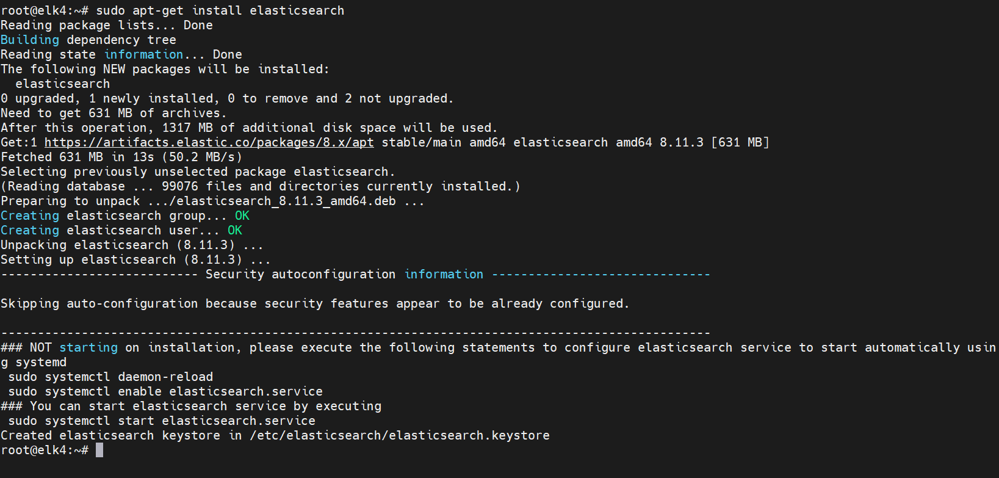 root@elk4:~# sudo apt-get install elasticsearch
Reading package lists... Done
Building dependency tree
Reading state information... Done
The following NEW packages will be installed:
  elasticsearch
0 upgraded, 1 newly installed, 0 to remove and 2 not upgraded.
Need to get 631 MB of archives.
After this operation, 1317 MB of additional disk space will be used.
Get:1 https://artifacts.elastic.co/packages/8.x/apt stable/main amd64 elasticsearch amd64 8.11.3 [631 MB]
Fetched 631 MB in 13s (50.2 MB/s)
Selecting previously unselected package elasticsearch.
(Reading database ... 99076 files and directories currently installed.)
Preparing to unpack .../elasticsearch_8.11.3_amd64.deb ...
Creating elasticsearch group... OK
Creating elasticsearch user... OK
Unpacking elasticsearch (8.11.3) ...
Setting up elasticsearch (8.11.3) ...
--------------------------- Security autoconfiguration information ------------------------------
Skipping auto-configuration because security features appear to be already configured.
-------------------------------------------------------------------------------------------------
### NOT starting on installation, please execute the following statements to configure elasticsearch service to start automatically usin
g systemd
 sudo systemctl daemon-reload
 sudo systemctl enable elasticsearch.service
### You can start elasticsearch service by executing
 sudo systemctl start elasticsearch.service
Created elasticsearch keystore in /etc/elasticsearch/elasticsearch.keystore
root@elk4:~#